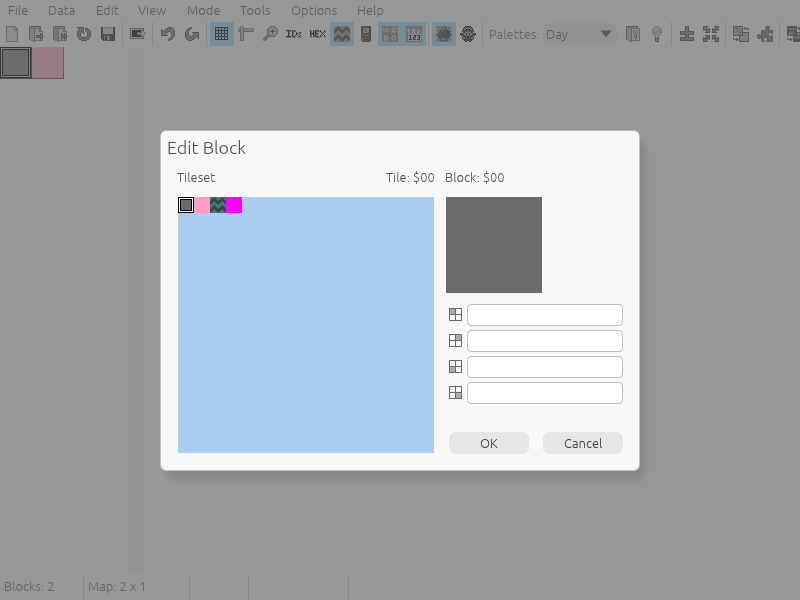 File Data Edit View Mode Tools Options Help
IDs HEX 123 Palettes: Day
Edit Block
Tileset Tile: $00 Block: $00
OK Cancel
Blocks: 2 Map: 2 x 1